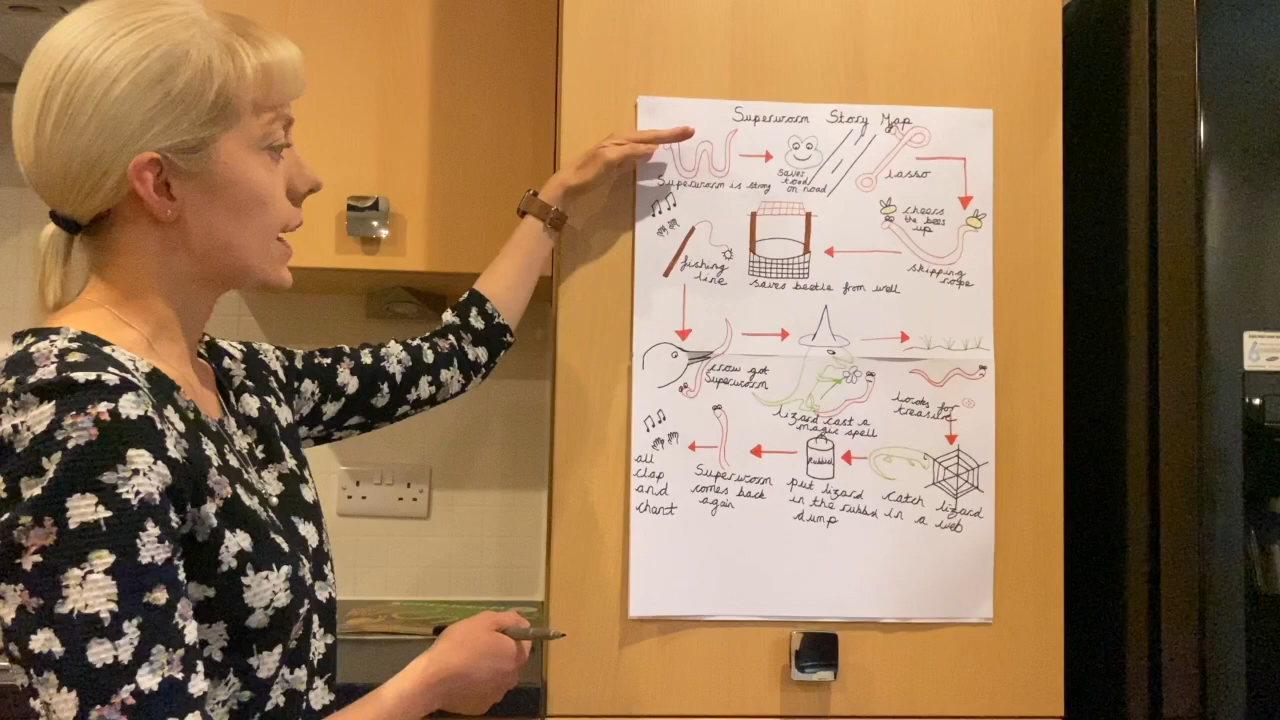 Superworm Story Map
Superworm is strong
saves
toad
on road
lasso
cheers
the bees
up
skipping
rope
saves beetle from well
fishing
line
crow got
Superworm
lizard cast a
magic spell
looks for
treasure
catch lizard
in a web
Rubbish
put lizard
in the rubbish
dump
Superworm
comes back
again
all
clap
and
chant
6